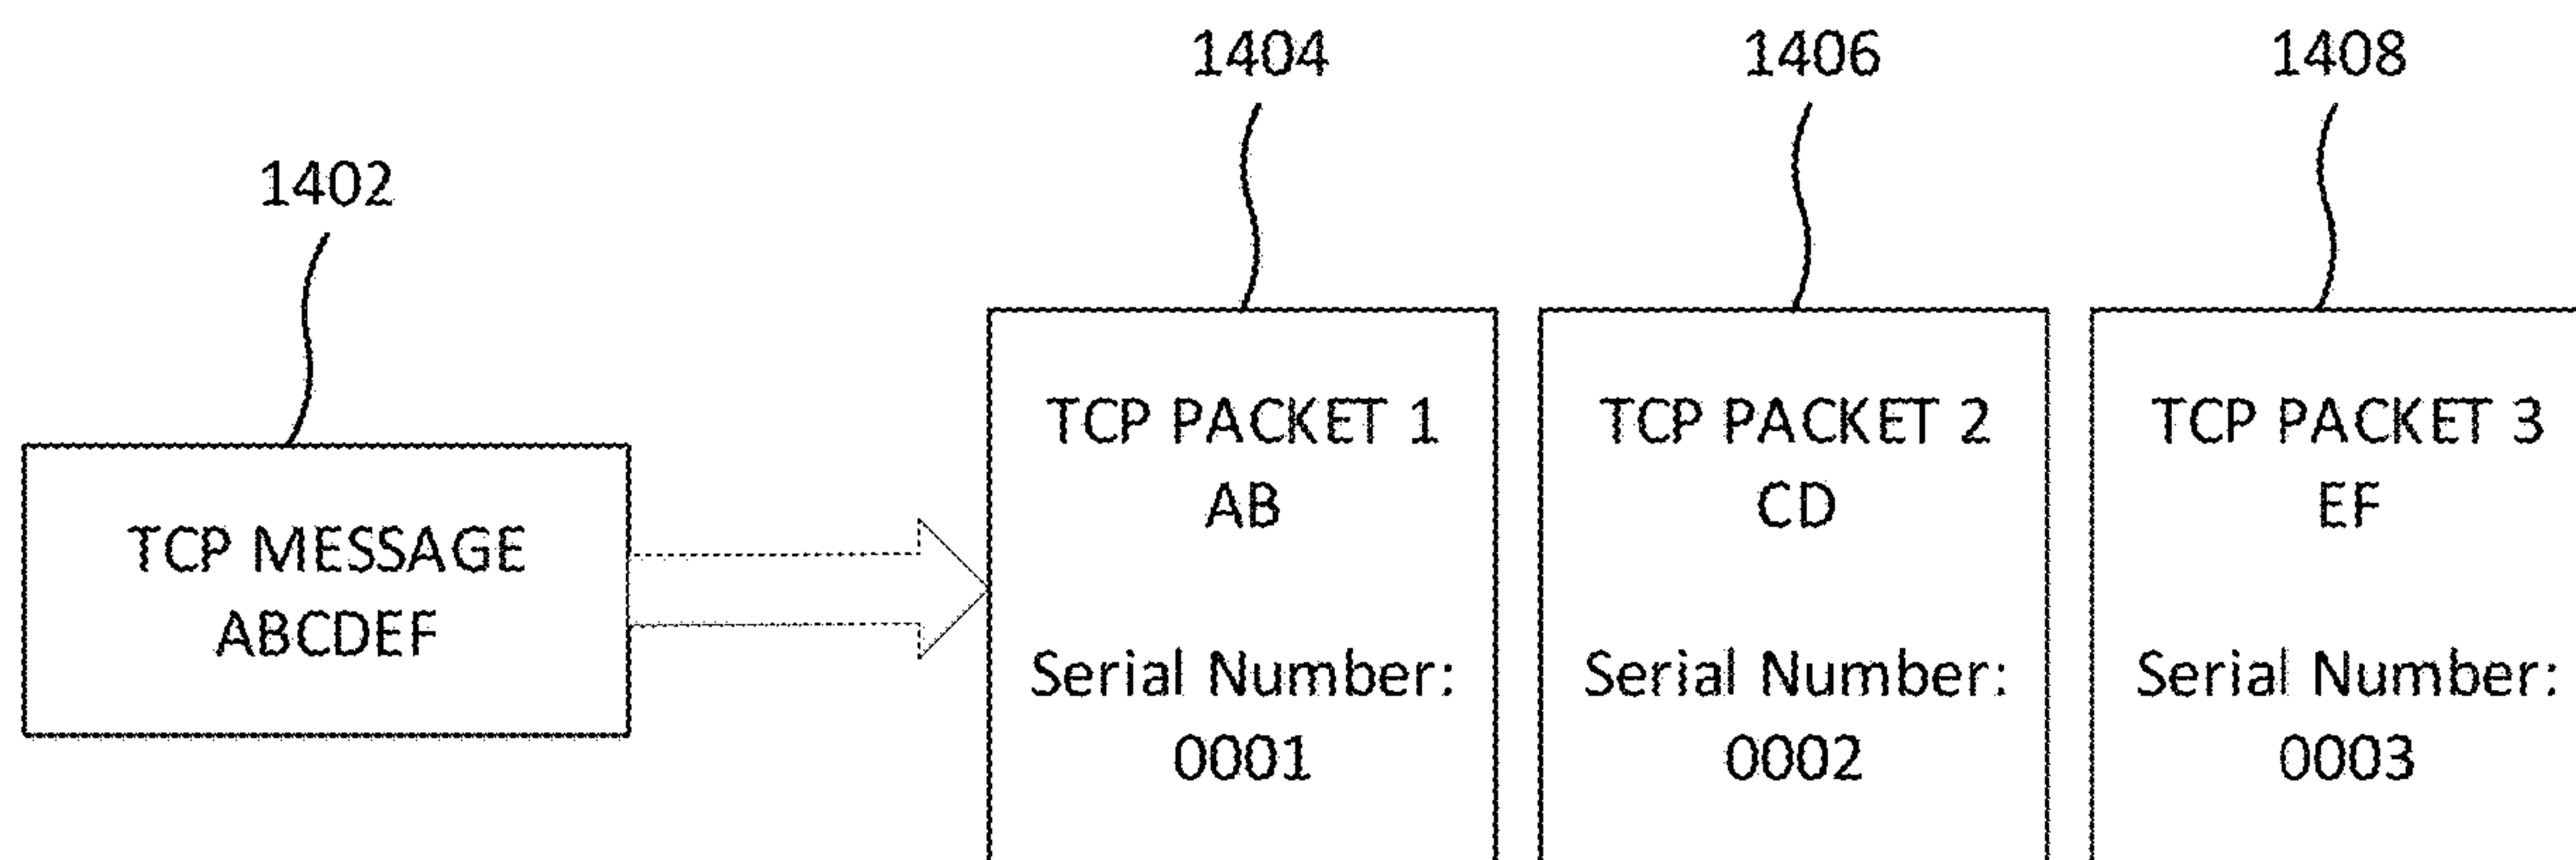 1404
1406
1408
1402
TCP MESSAGE
ABCDEF
TCP PACKET 1
AB
Serial Number:
0001
TCP PACKET 2
CD
Serial Number:
0002
TCP PACKET 3
EF
Serial Number:
0003